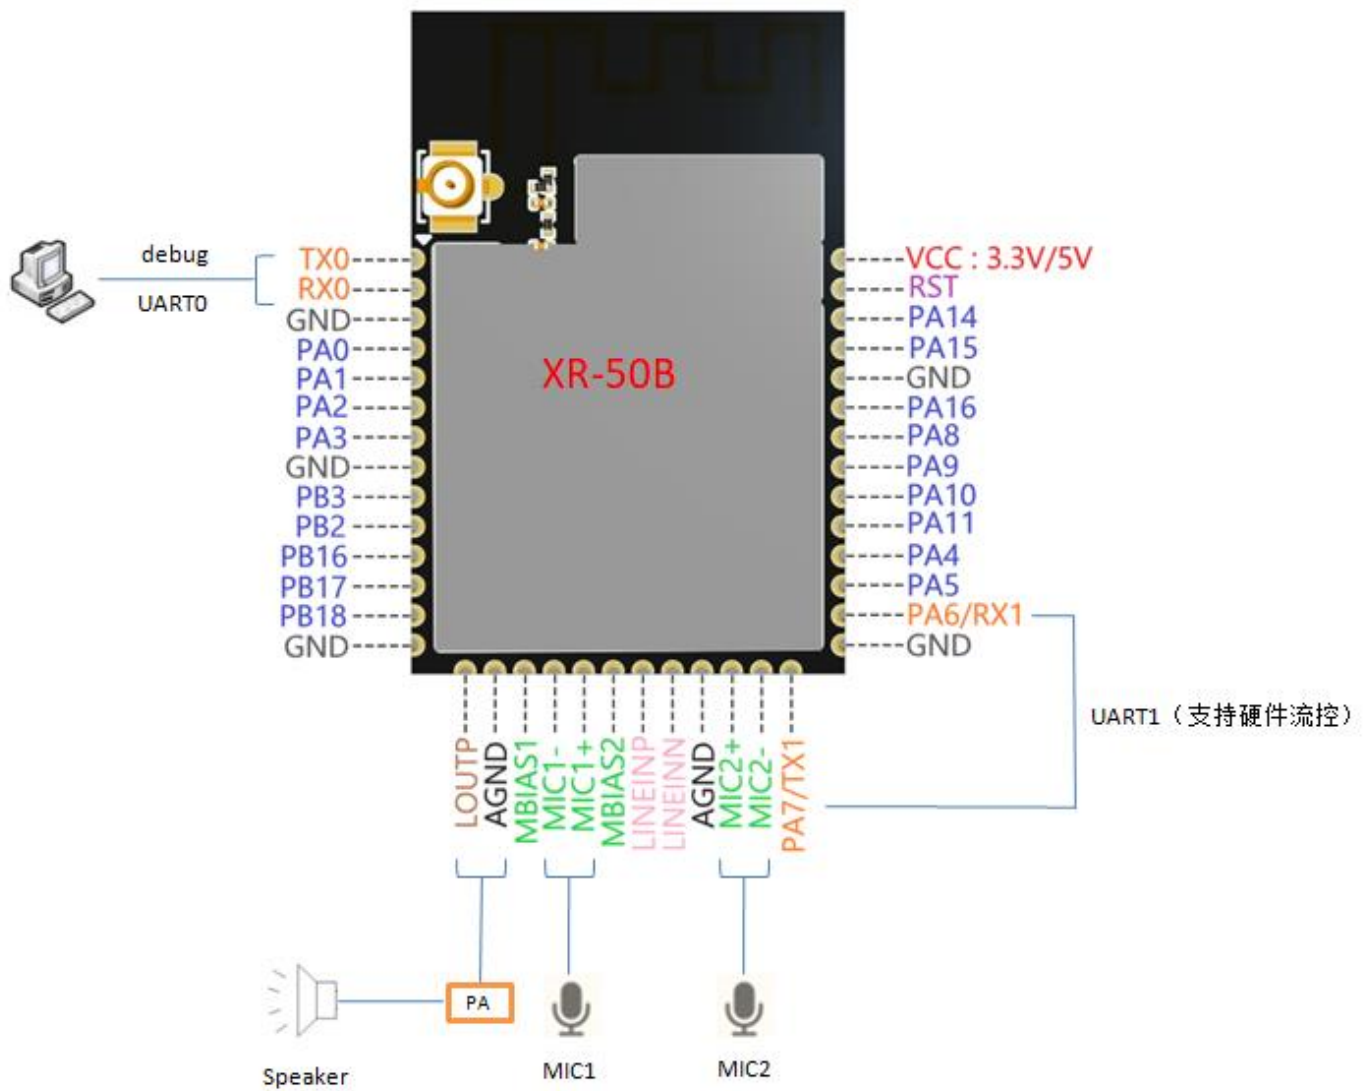 debug
UART0
TX0
RX0
GND
PA0
PA1
PA2
PA3
GND
PB3
PB2
PB16
PB17
PB18
GND
XR-50B
VCC : 3.3V/5V
RST
PA14
PA15
GND
PA16
PA8
PA9
PA10
PA11
PA4
PA5
PA6/RX1
GND
UART1（支持硬件流控）
LOUTP
AGND
MBIAS1
MIC1-
MIC1+
MBIAS2
LINEINP
LINEINN
AGND
MIC2+
MIC2-
PA7/TX1
PA
Speaker
MIC1
MIC2